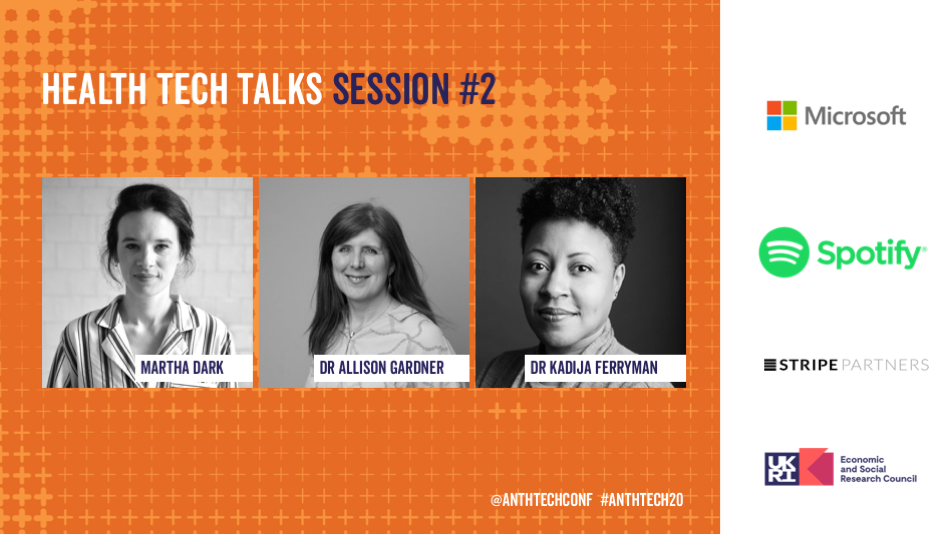 HEALTH TECH TALKS SESSION #2
MARTHA DARK
DR ALLISON GARDNER
DR KADIJA FERRYMAN
@ANTHTECHCONF #ANTHTECH20
Microsoft
Spotify®
STRIPE PARTNERS
UKRI
Economic
and Social
Research Council